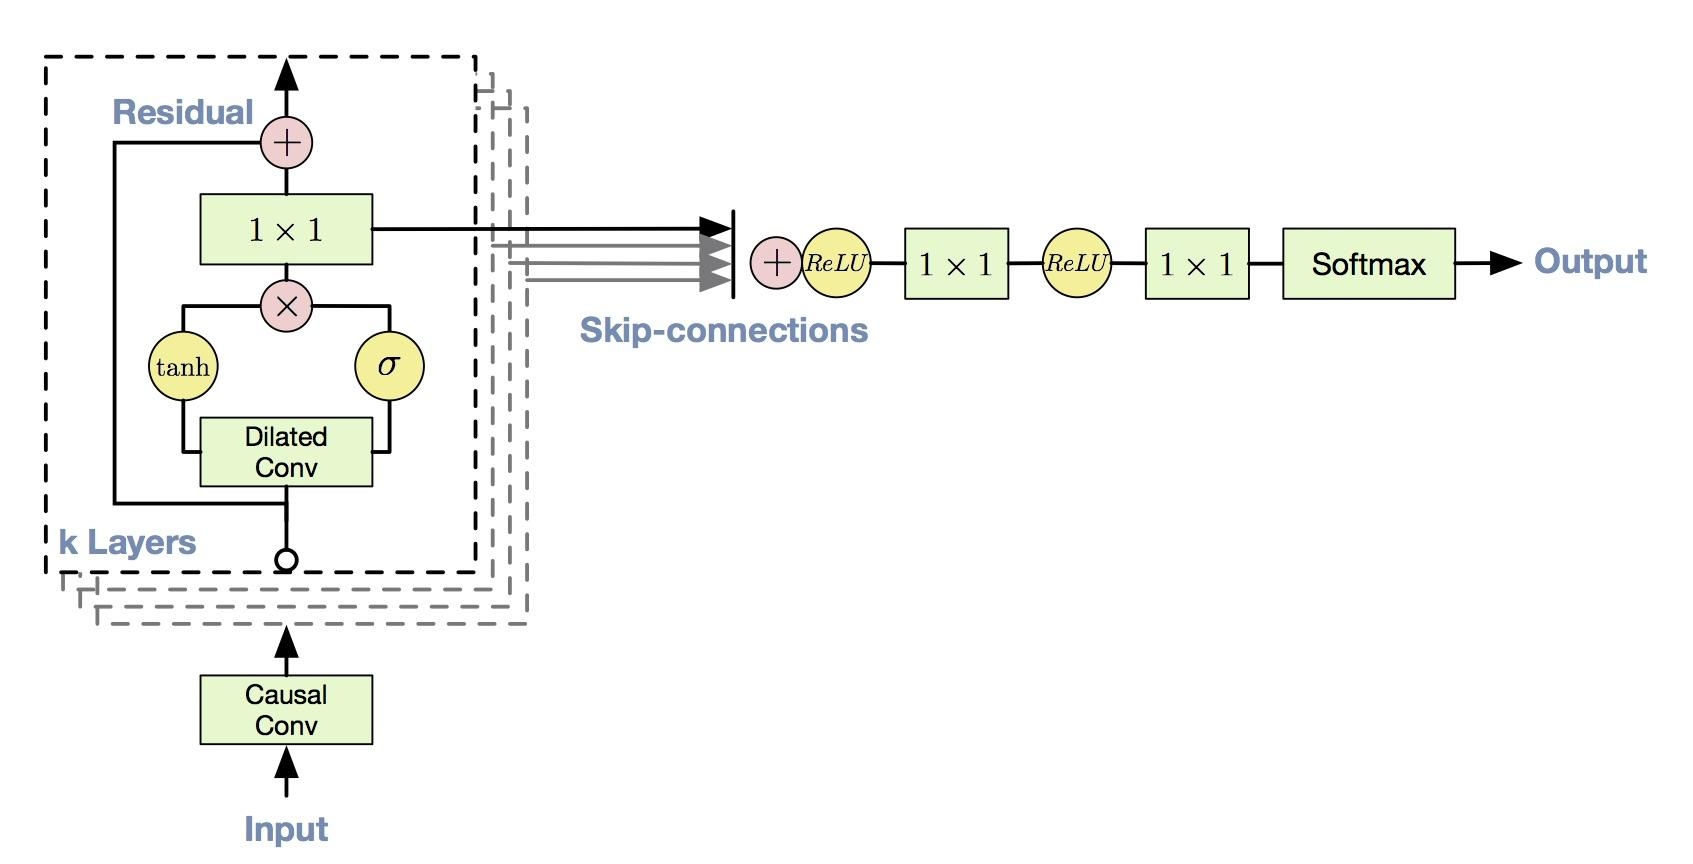 Residual
+
1 × 1
×
tanh
σ
Dilated
Conv
k Layers
Causal
Conv
Input
+
ReLU
1 × 1
ReLU
1 × 1
Softmax
Output
Skip-connections